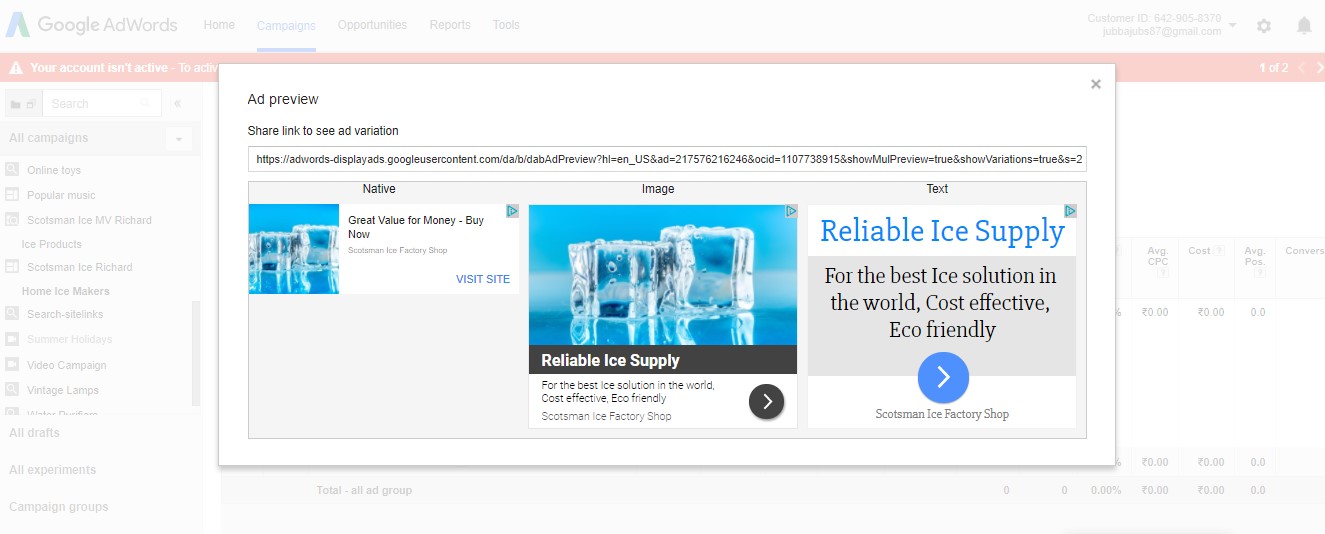 Google AdWords
Home Campaigns Opportunities Reports Tools
Customer ID: 642-905-8370
jubbajubs87@gmail.com
Your account isn't active - To activ
1 of 2
Search
All campaigns
Online toys
Popular music
Scotsman Ice MV Richard
Ice Products
Scotsman Ice Richard
Home Ice Makers
Search-sitelinks
Summer Holidays
Video Campaign
Vintage Lamps
Water Purifiers
All drafts
All experiments
Campaign groups
Ad preview
Share link to see ad variation
https://adwords-displayads.googleusercontent.com/da/b/dabAdPreview?hl=en_US&ad=217576216246&ocid=1107738915&showMulPreview=true&showVariations=true&s=2
Native
Great Value for Money - Buy
Now
Scotsman Ice Factory Shop
VISIT SITE
Image
Reliable Ice Supply
For the best Ice solution in the world,
Cost effective, Eco friendly
Scotsman Ice Factory Shop
Text
Reliable Ice Supply
For the best Ice solution in
the world, Cost effective,
Eco friendly
Scotsman Ice Factory Shop
Avg.
CPC
?
Cost ?
Avg.
Pos.
?
Convers
% ₹0.00 ₹0.00 0.0
% ₹0.00 ₹0.00 0.0
Total - all ad group 0 0 0.00% ₹0.00 ₹0.00 0.0